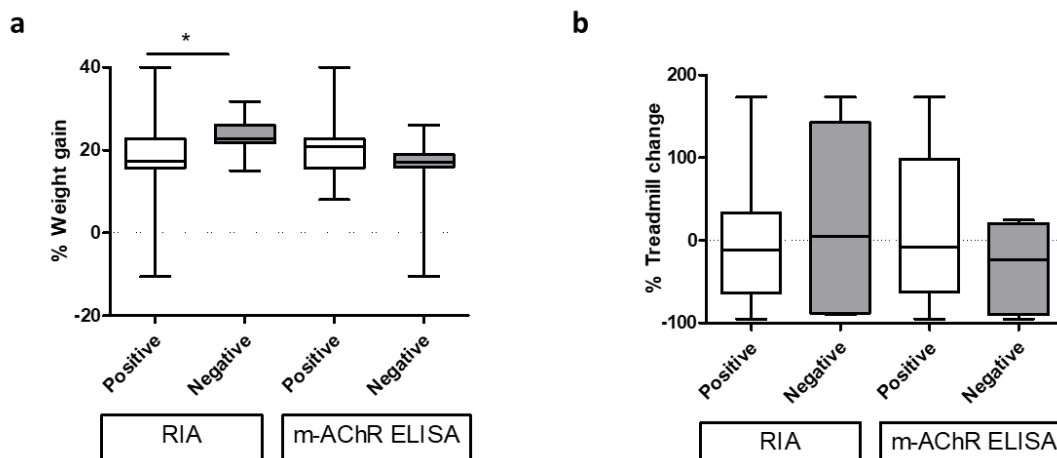 a
*
% Weight gain
40
20
0
-20
Positive
Negative
Positive
Negative
RIA
m-AChR ELISA
b
% Treadmill change
200
100
0
-100
Positive
Negative
Positive
Negative
RIA
m-AChR ELISA